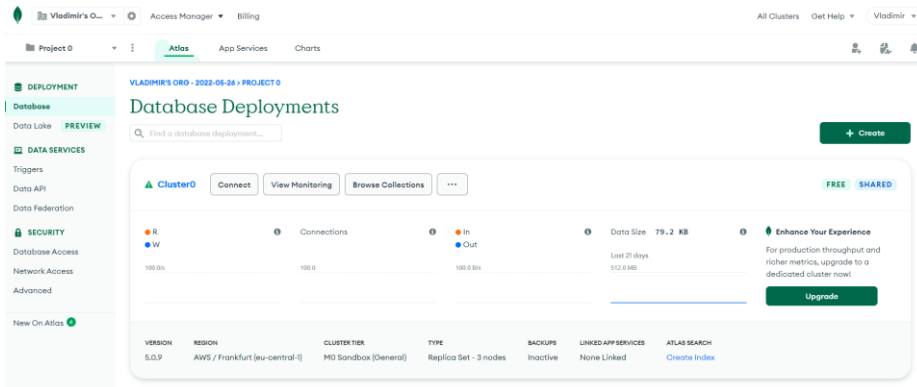 Vladimir's O... Access Manager Billing All Clusters Get Help Vladimir
Project 0 Atlas App Services Charts
DEPLOYMENT
Database
Data Lake PREVIEW
DATA SERVICES
Triggers
Data API
Data Federation
SECURITY
Database Access
Network Access
Advanced
New On Atlas
VLADIMIR'S ORG - 2022-05-26 > PROJECT 0
Database Deployments
Find a database deployment...
+ Create
Cluster0 Connect View Monitoring Browse Collections ... FREE SHARED
R
W
100.0/s
Connections
100.0
In
Out
100.0 B/s
Data Size 79.2 KB
Last 21 days
512.0 MB
Enhance Your Experience
For production throughput and
richer metrics, upgrade to a
dedicated cluster now!
Upgrade
VERSION REGION CLUSTER TIER TYPE BACKUPS LINKED APP SERVICES ATLAS SEARCH
5.0.9 AWS / Frankfurt (eu-central-1) M0 Sandbox (General) Replica Set - 3 nodes Inactive None Linked Create Index